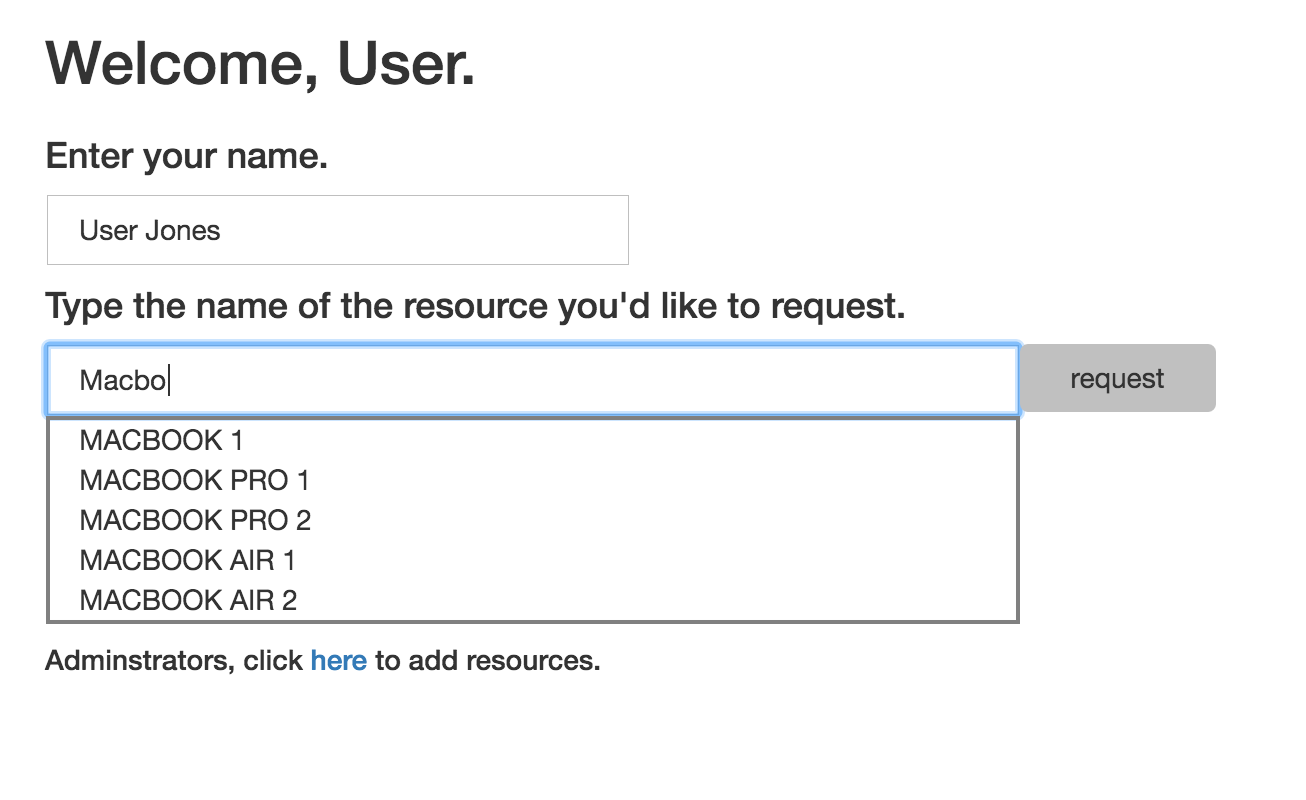 Welcome, User.
Enter your name.
User Jones
Type the name of the resource you'd like to request.
Macbo
request
MACBOOK 1
MACBOOK PRO 1
MACBOOK PRO 2
MACBOOK AIR 1
MACBOOK AIR 2
Adminstrators, click here to add resources.